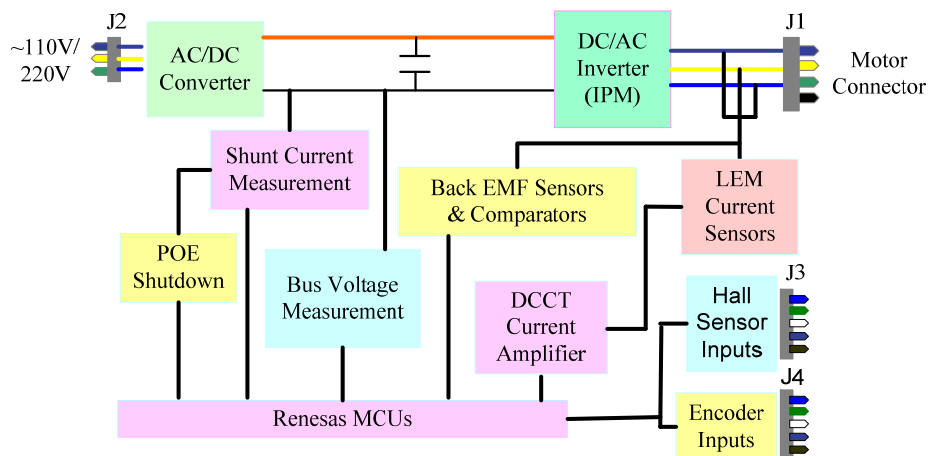 J2
~110V/
220V
AC/DC
Converter
DC/AC
Inverter
(IPM)
J1
Motor
Connector
Shunt Current
Measurement
Back EMF Sensors
& Comparators
LEM
Current
Sensors
POE
Shutdown
Bus Voltage
Measurement
DCCT
Current
Amplifier
J3
Hall
Sensor
Inputs
J4
Encoder
Inputs
Renesas MCUs